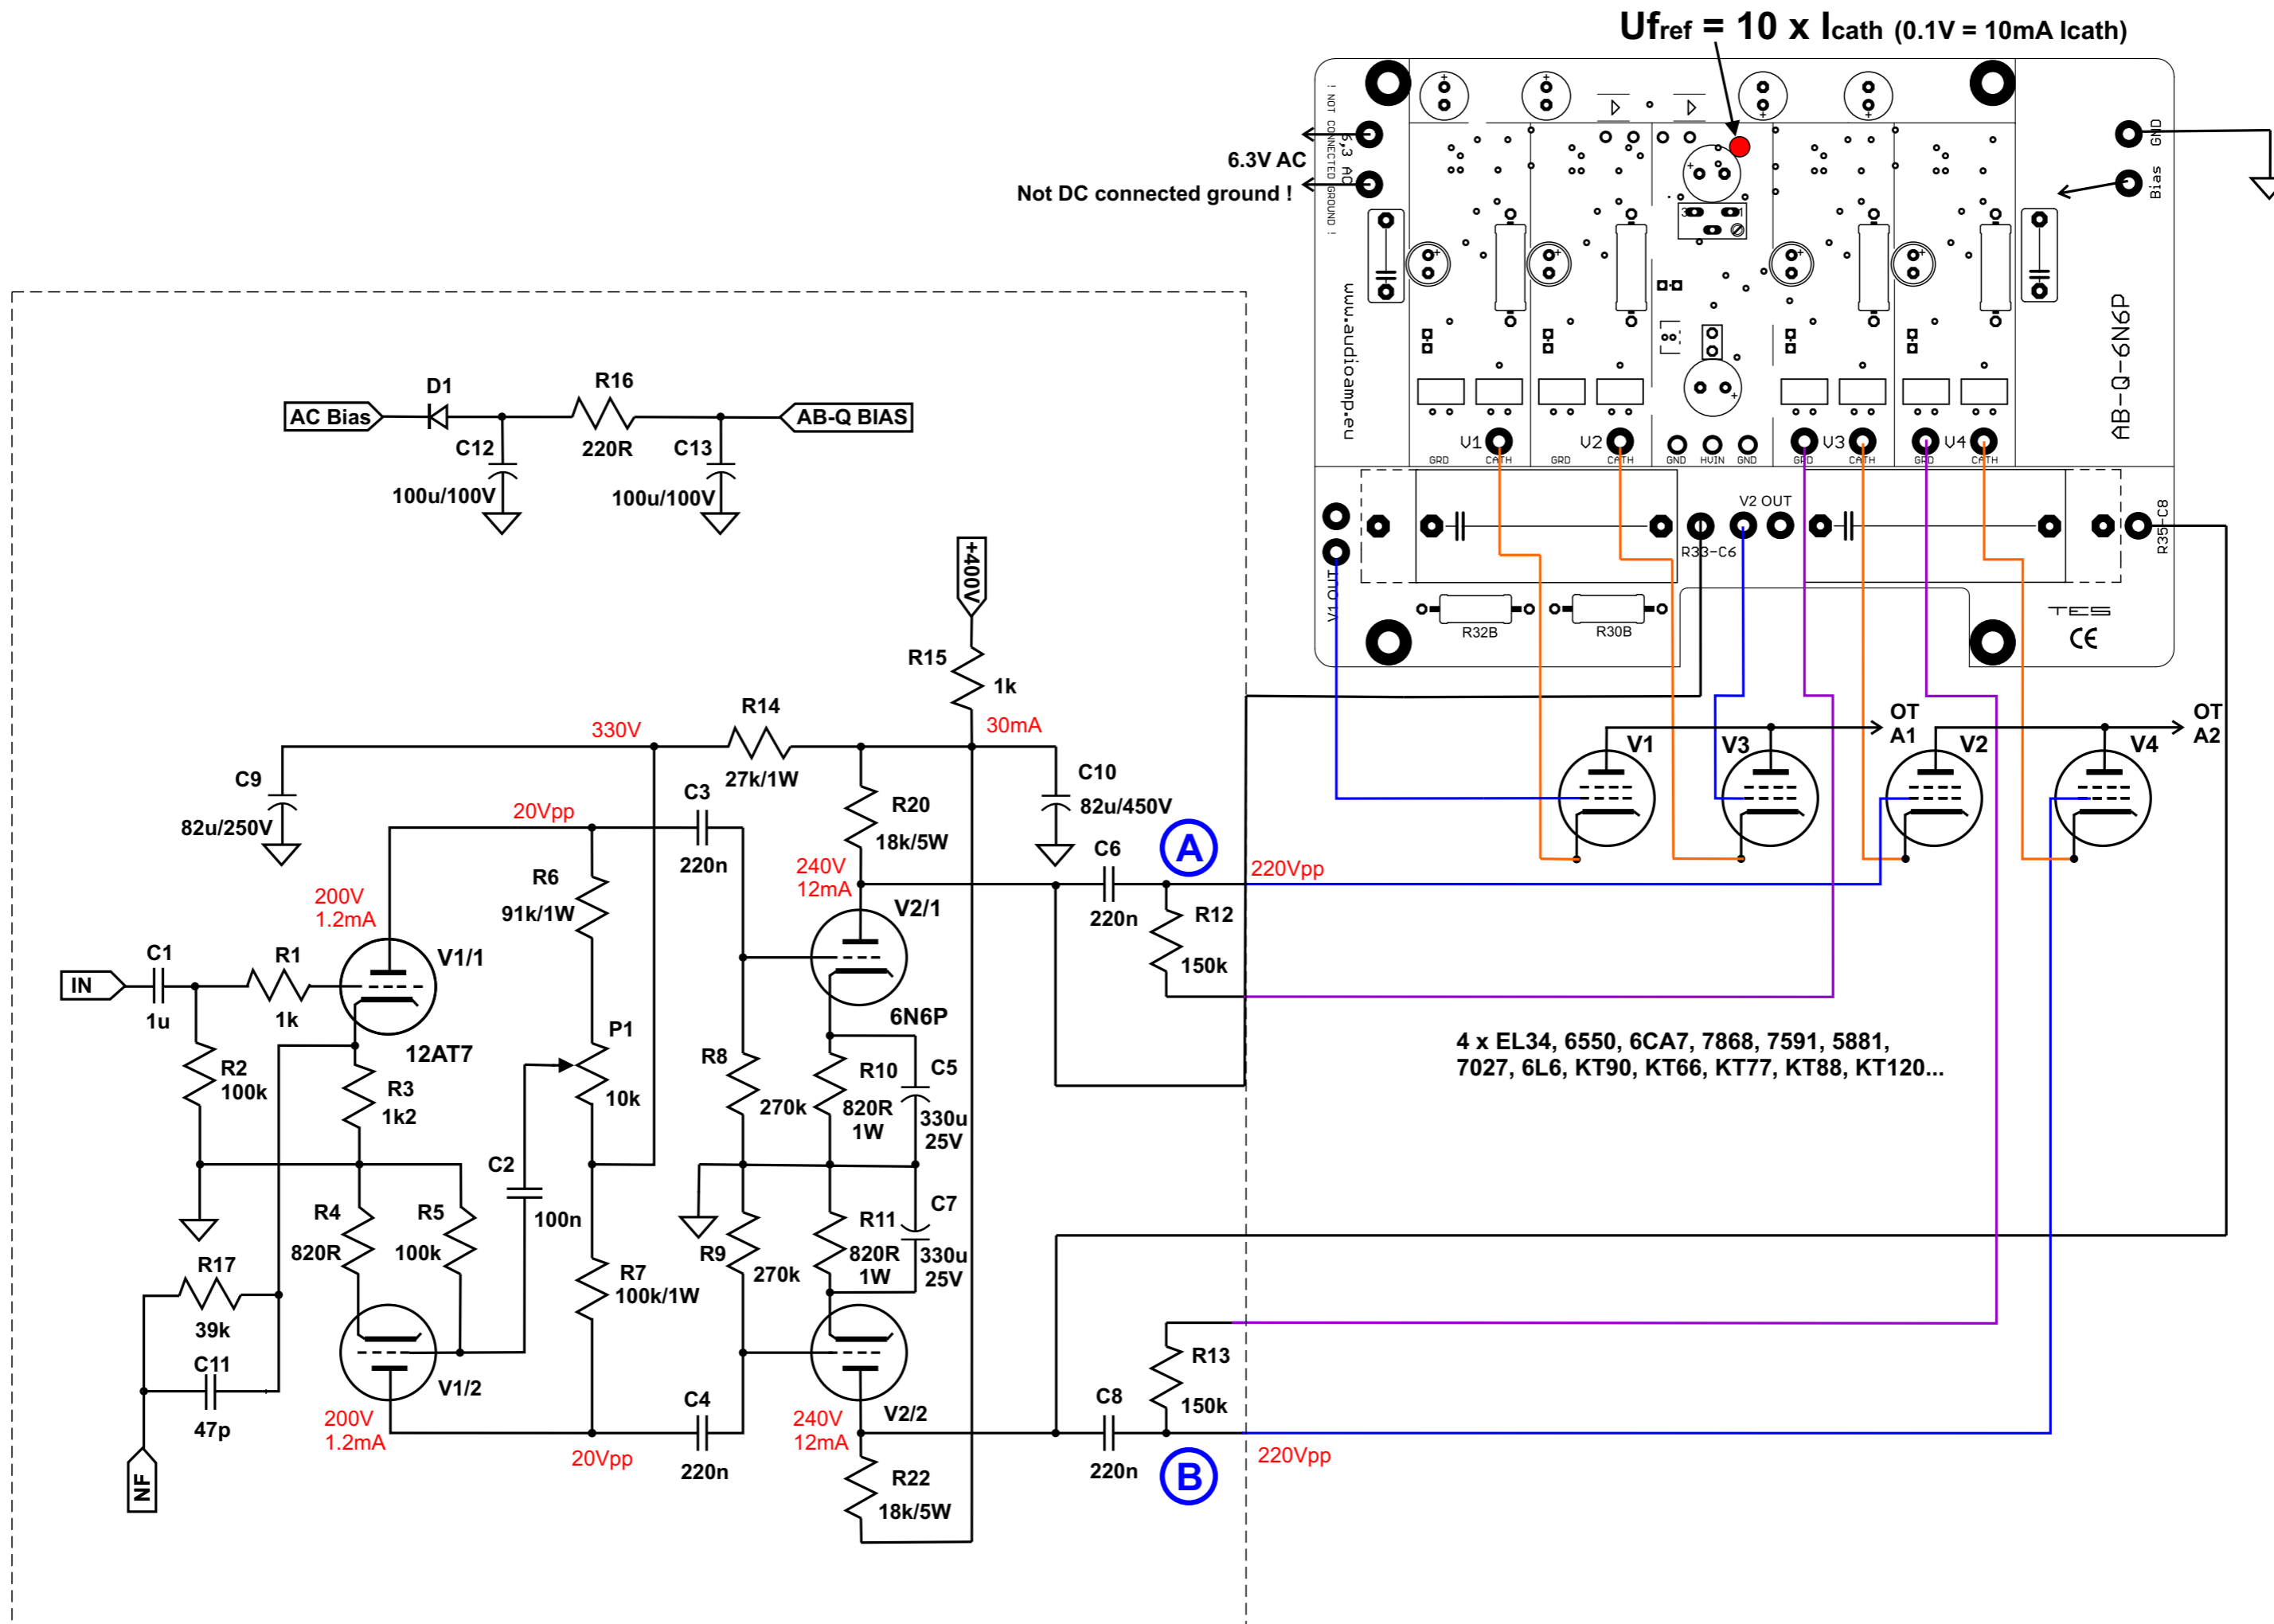 Ufref = 10 x Icath (0.1V = 10mA Icath)
! NOT CONNECTED GROUND !
6,3 AC
6.3V AC
Not DC connected ground !
GND
Bias
3
1
www.audioamp.eu
AB-Q-6N6P
V1
V2
V3
V4
GRD
CATH
GRD
CATH
GND
HVIN
GND
GRD
CATH
GRD
CATH
V2 OUT
R33-C6
R35-C8
V1 OUT
R32B
R30B
TES
CE
AC Bias
D1
R16
220R
AB-Q BIAS
C12
100u/100V
C13
100u/100V
+400V
R15
1k
30mA
R14
27k/1W
330V
C9
82u/250V
C10
82u/450V
20Vpp
C3
220n
R20
18k/5W
240V
12mA
C6
220n
A
220Vpp
R12
150k
OT
A1
OT
A2
V1
V3
V2
V4
200V
1.2mA
R6
91k/1W
V2/1
6N6P
IN
C1
1u
R1
1k
V1/1
12AT7
R2
100k
R3
1k2
P1
10k
R8
270k
R10
820R
1W
C5
330u
25V
4 x EL34, 6550, 6CA7, 7868, 7591, 5881,
7027, 6L6, KT90, KT66, KT77, KT88, KT120...
C2
100n
R4
820R
R5
100k
R17
39k
C11
47p
NF
R7
100k/1W
R9
270k
R11
820R
1W
C7
330u
25V
V1/2
200V
1.2mA
20Vpp
C4
220n
V2/2
240V
12mA
R22
18k/5W
C8
220n
R13
150k
B
220Vpp